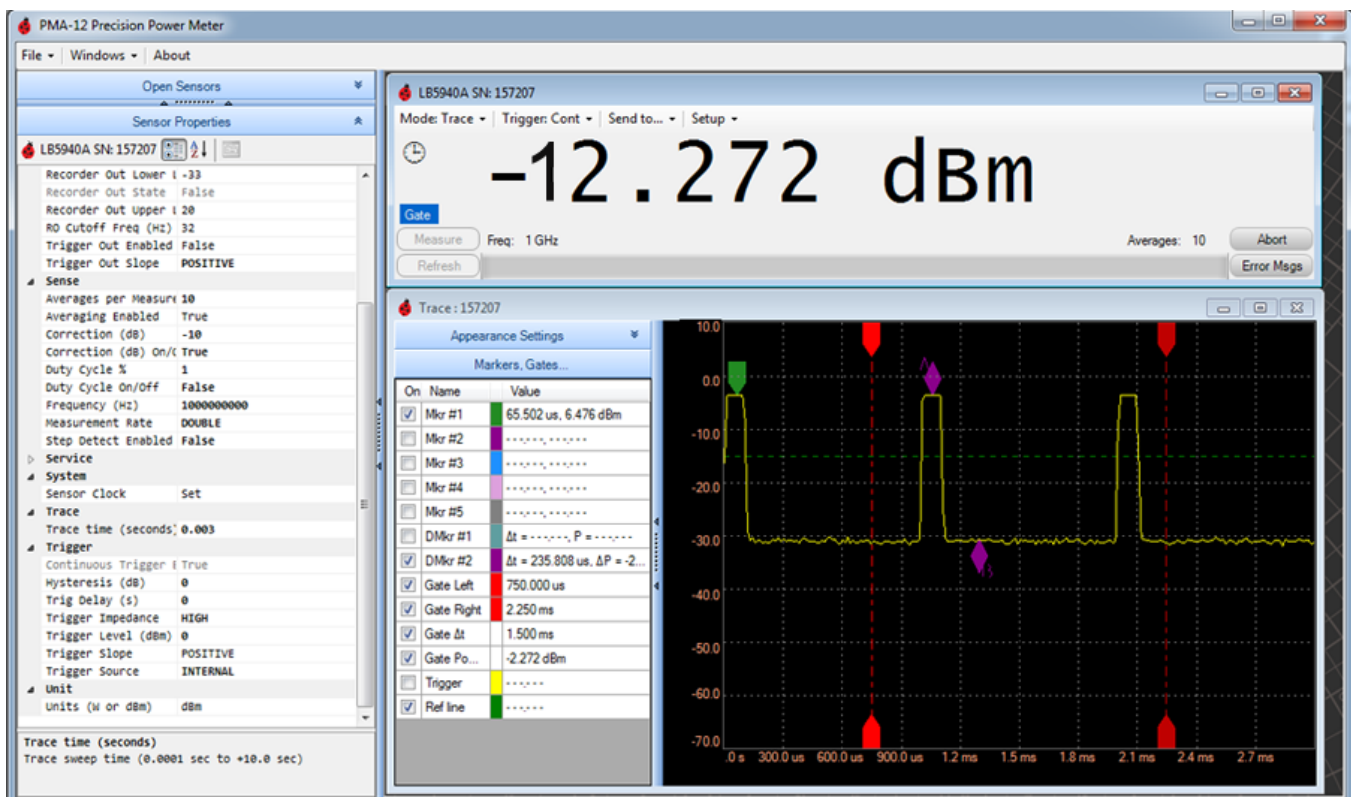 PMA-12 Precision Power Meter
File Windows About
Open Sensors
Sensor Properties
LB5940A SN: 157207
Recorder Out Lower L -33
Recorder Out State False
Recorder Out Upper L 20
RO Cutoff Freq (Hz) 32
Trigger Out Enabled False
Trigger Out Slope POSITIVE
Sense
Averages per Measure 10
Averaging Enabled True
Correction (dB) -10
Correction (dB) On/O True
Duty Cycle % 1
Duty Cycle On/Off False
Frequency (Hz) 1000000000
Measurement Rate DOUBLE
Step Detect Enabled False
Service
System
Sensor Clock Set
Trace
Trace time (seconds) 0.003
Trigger
Continuous Trigger E True
Hysteresis (dB) 0
Trig Delay (s) 0
Trigger Impedance HIGH
Trigger Level (dBm) 0
Trigger Slope POSITIVE
Trigger Source INTERNAL
Unit
Units (W or dBm) dBm
Trace time (seconds)
Trace sweep time (0.0001 sec to +10.0 sec)
LB5940A SN: 157207
Mode: Trace Trigger: Cont Send to... Setup
-12.272 dBm
Gate
Measure Freq: 1 GHz Averages: 10 Abort
Refresh Error Msgs
Trace : 157207
Appearance Settings
Markers, Gates...
On Name Value
Mkr #1 65.502 us, 6.476 dBm
Mkr #2 ---.---, ---.---
Mkr #3 ---.---, ---.---
Mkr #4 ---.---, ---.---
Mkr #5 ---.---, ---.---
DMkr #1 Δt = ---.---, P = ---.---
DMkr #2 Δt = 235.808 us, ΔP = -2...
Gate Left 750.000 us
Gate Right 2.250 ms
Gate Δt 1.500 ms
Gate Po... -2.272 dBm
Trigger ---.---
Ref line ---.---
10.0
0.0
-10.0
-20.0
-30.0
-40.0
-50.0
-60.0
-70.0
A
B
.0 s 300.0 us 600.0 us 900.0 us 1.2 ms 1.5 ms 1.8 ms 2.1 ms 2.4 ms 2.7 ms